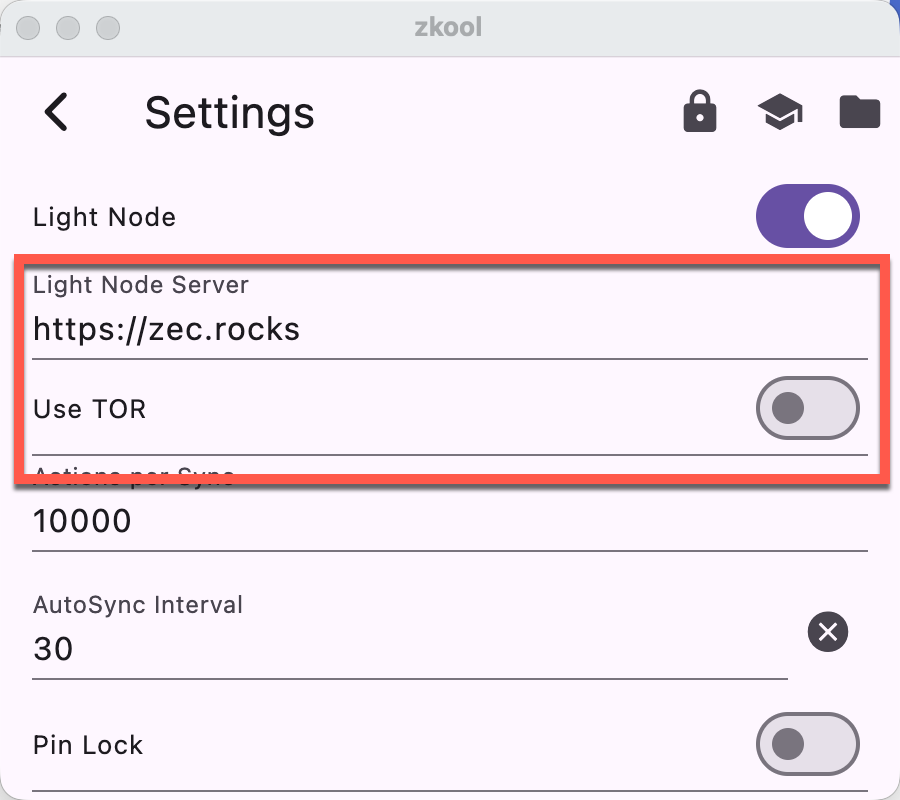 zkool
Settings
Light Node
Light Node Server
https://zec.rocks
Use TOR
Actions per Sync
10000
AutoSync Interval
30
Pin Lock